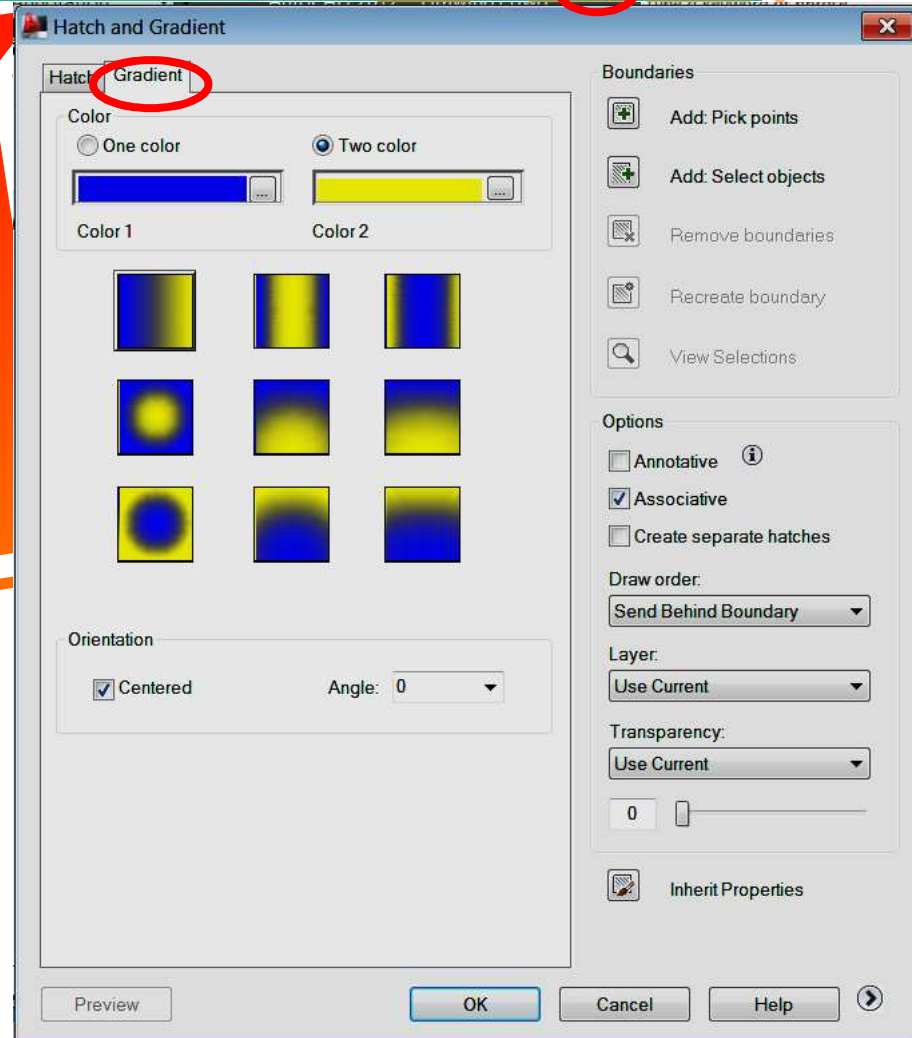 Hatch and Gradient
Hatch Gradient
Color
One color
Two color
...
...
Color 1
Color 2
Orientation
Centered
Angle: 0
Boundaries
Add: Pick points
Add: Select objects
Remove boundaries
Recreate boundary
View Selections
Options
Annotative
Associative
Create separate hatches
Draw order:
Send Behind Boundary
Layer:
Use Current
Transparency:
Use Current
0
Inherit Properties
Preview
OK
Cancel
Help